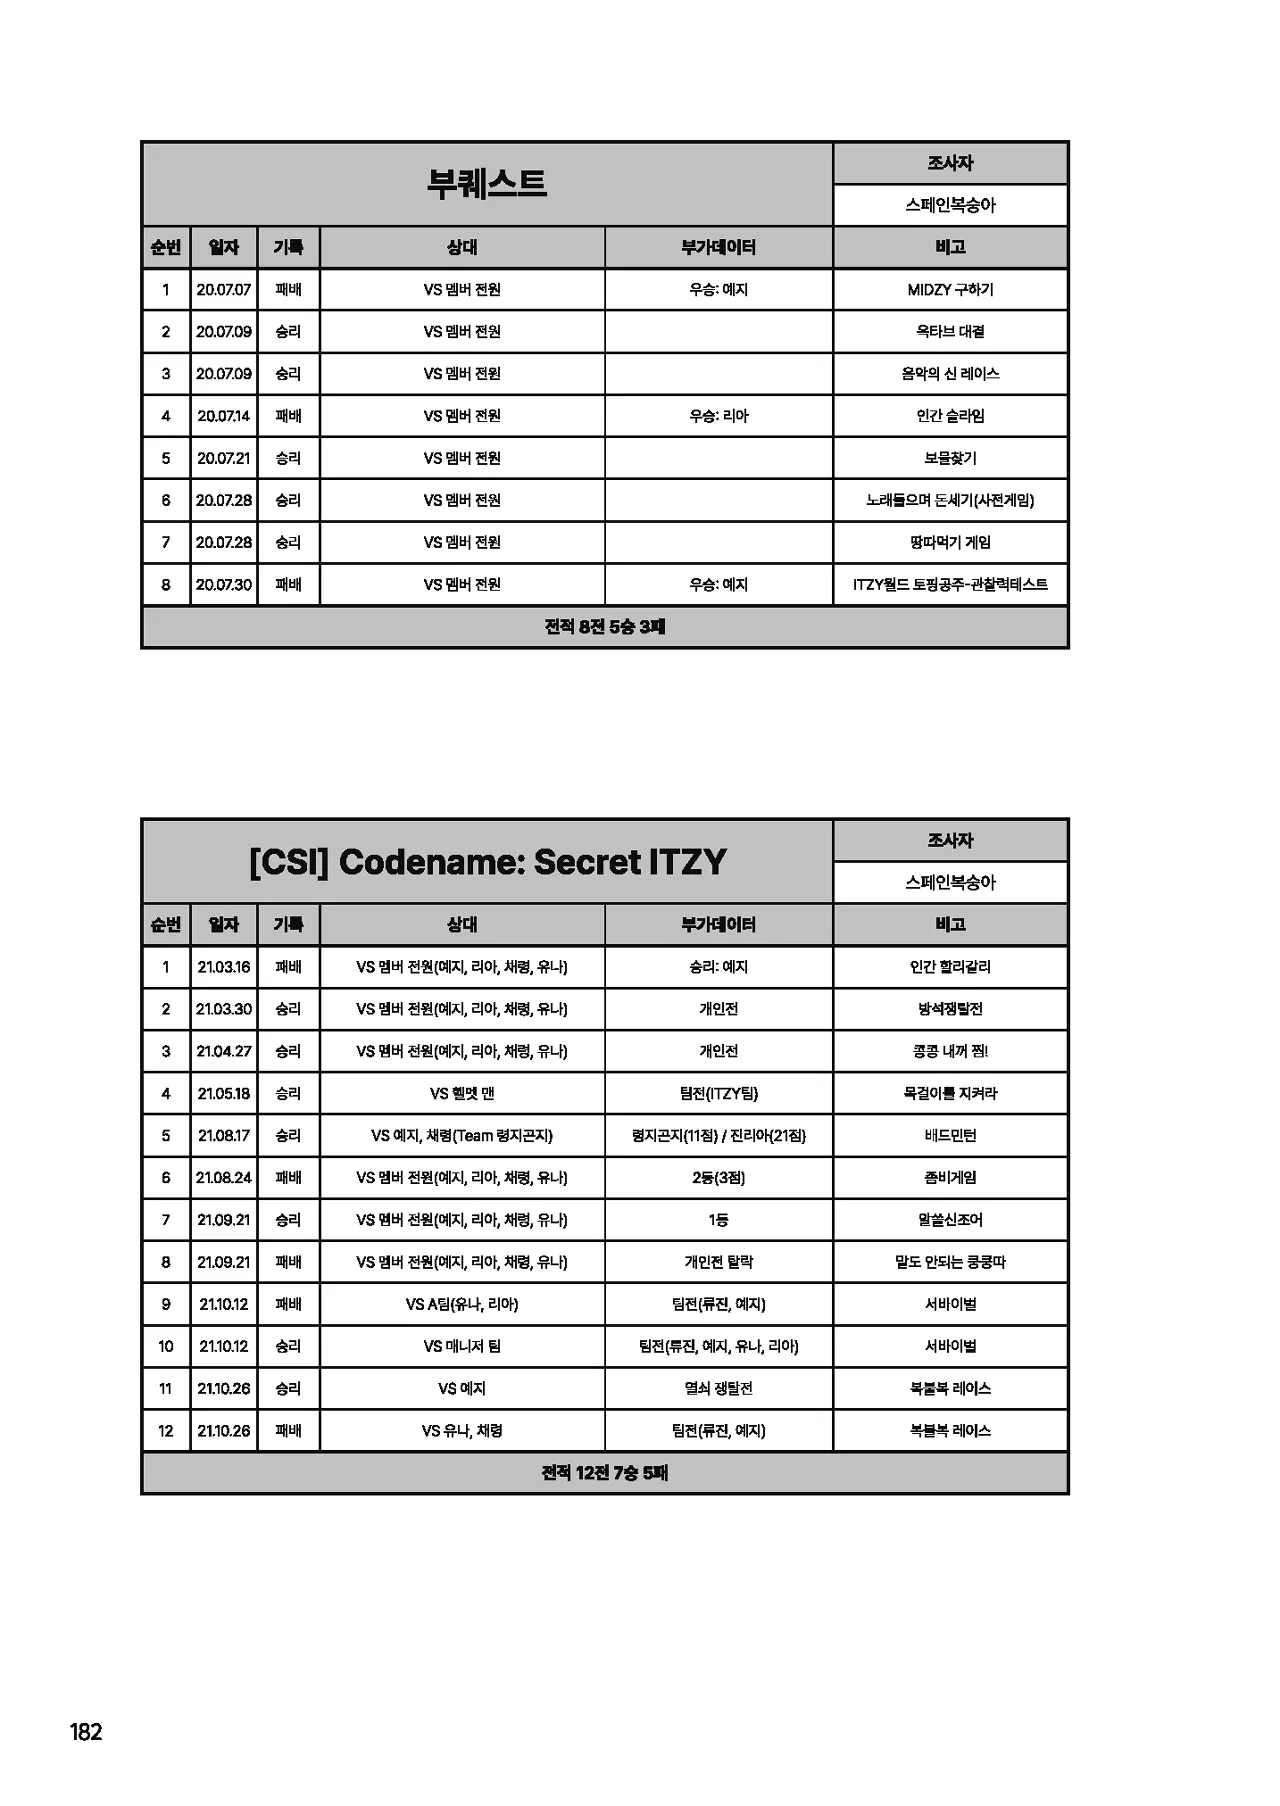 부퀘스트 조사자
스페인복숭아
순번 일자 기록 상대 부가데이터 비고
1 20.07.07 패배 VS 멤버 전원 우승: 예지 MIDZY 구하기
2 20.07.09 승리 VS 멤버 전원 옥타브 대결
3 20.07.09 승리 VS 멤버 전원 음악의 신 레이스
4 20.07.14 패배 VS 멤버 전원 우승: 리아 인간 슬라임
5 20.07.21 승리 VS 멤버 전원 보물찾기
6 20.07.28 승리 VS 멤버 전원 노래들으며 돈세기(사전게임)
7 20.07.28 승리 VS 멤버 전원 땅따먹기 게임
8 20.07.30 패배 VS 멤버 전원 우승: 예지 ITZY월드 토핑공주-관찰력테스트
전적 8전 5승 3패
[CSI] Codename: Secret ITZY 조사자
스페인복숭아
순번 일자 기록 상대 부가데이터 비고
1 21.03.16 패배 VS 멤버 전원(예지, 리아, 채령, 유나) 승리: 예지 인간 할리갈리
2 21.03.30 승리 VS 멤버 전원(예지, 리아, 채령, 유나) 개인전 방석쟁탈전
3 21.04.27 승리 VS 멤버 전원(예지, 리아, 채령, 유나) 개인전 콩콩 내꺼 찜!
4 21.05.18 승리 VS 헬멧 맨 팀전(ITZY팀) 목걸이를 지켜라
5 21.08.17 승리 VS 예지, 채령(Team 령지곤지) 령지곤지(11점) / 진리아(21점) 배드민턴
6 21.08.24 패배 VS 멤버 전원(예지, 리아, 채령, 유나) 2등(3점) 좀비게임
7 21.09.21 승리 VS 멤버 전원(예지, 리아, 채령, 유나) 1등 말쓸신조어
8 21.09.21 패배 VS 멤버 전원(예지, 리아, 채령, 유나) 개인전 탈락 말도 안되는 쿵쿵따
9 21.10.12 패배 VS A팀(유나, 리아) 팀전(류진, 예지) 서바이벌
10 21.10.12 승리 VS 매니저 팀 팀전(류진, 예지, 유나, 리아) 서바이벌
11 21.10.26 승리 VS 예지 열쇠 쟁탈전 복불복 레이스
12 21.10.26 패배 VS 유나, 채령 팀전(류진, 예지) 복불복 레이스
전적 12전 7승 5패
182